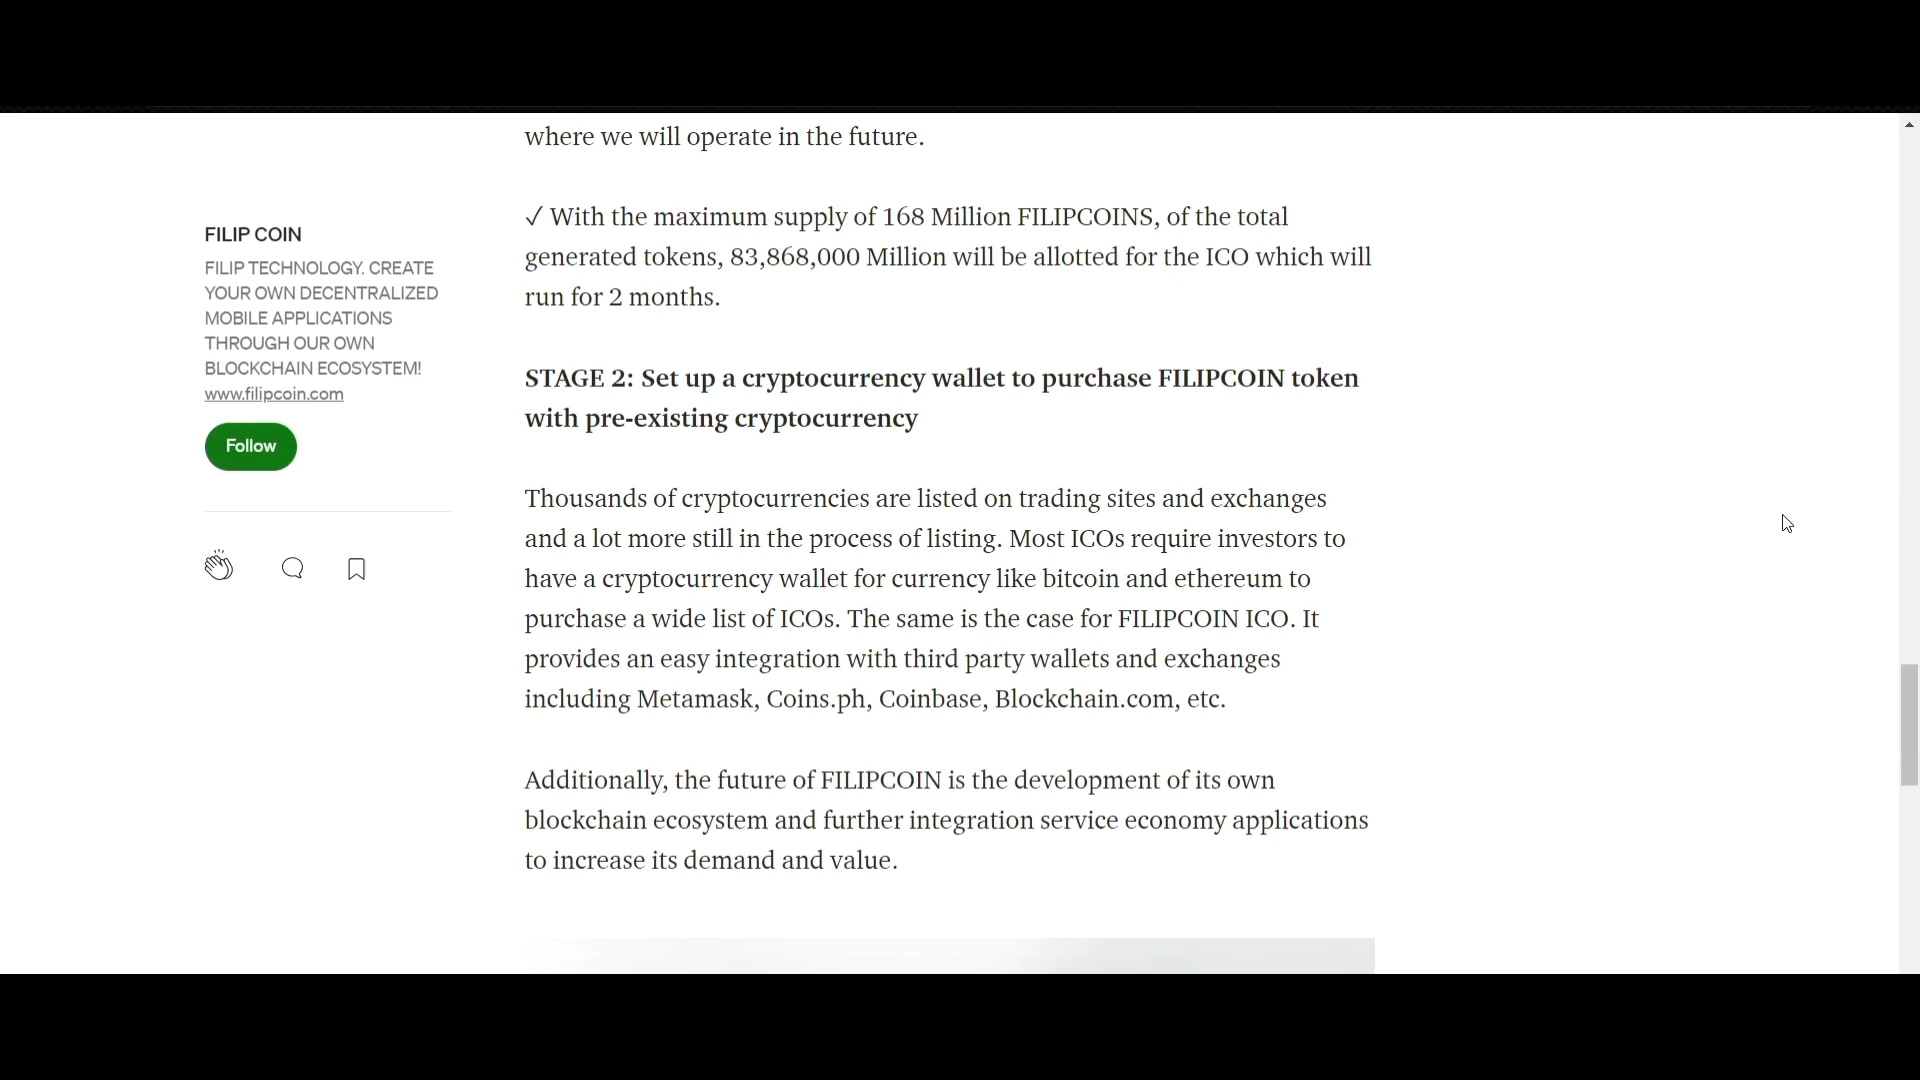 where we will operate in the future.
FILIP COIN
FILIP TECHNOLOGY. CREATE
YOUR OWN DECENTRALIZED
MOBILE APPLICATIONS
THROUGH OUR OWN
BLOCKCHAIN ECOSYSTEM!
www.filipcoin.com
Follow
✓ With the maximum supply of 168 Million FILIPCOINS, of the total
generated tokens, 83,868,000 Million will be allotted for the ICO which will
run for 2 months.
STAGE 2: Set up a cryptocurrency wallet to purchase FILIPCOIN token
with pre-existing cryptocurrency
Thousands of cryptocurrencies are listed on trading sites and exchanges
and a lot more still in the process of listing. Most ICOs require investors to
have a cryptocurrency wallet for currency like bitcoin and ethereum to
purchase a wide list of ICOs. The same is the case for FILIPCOIN ICO. It
provides an easy integration with third party wallets and exchanges
including Metamask, Coins.ph, Coinbase, Blockchain.com, etc.
Additionally, the future of FILIPCOIN is the development of its own
blockchain ecosystem and further integration service economy applications
to increase its demand and value.